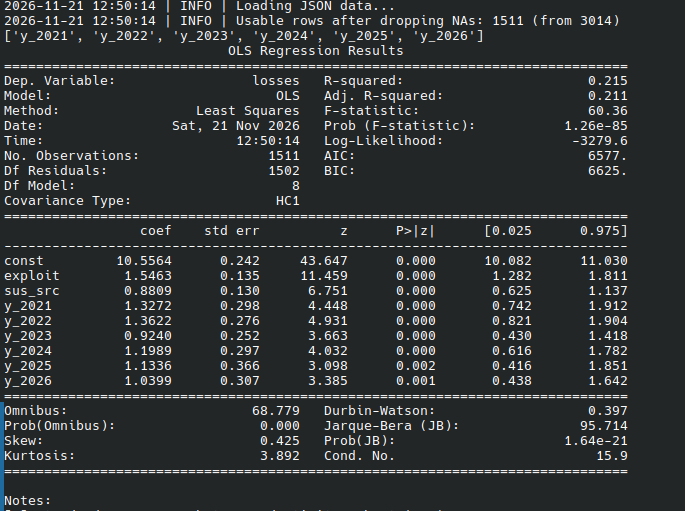 2026-11-21 12:50:14 | INFO | Loading JSON data...
2026-11-21 12:50:14 | INFO | Usable rows after dropping NAs: 1511 (from 3014)
['y_2021', 'y_2022', 'y_2023', 'y_2024', 'y_2025', 'y_2026']
                            OLS Regression Results
==============================================================================
Dep. Variable:                 losses   R-squared:                       0.215
Model:                            OLS   Adj. R-squared:                  0.211
Method:                 Least Squares   F-statistic:                     60.36
Date:                Sat, 21 Nov 2026   Prob (F-statistic):           1.26e-85
Time:                        12:50:14   Log-Likelihood:                -3279.6
No. Observations:                1511   AIC:                             6577.
Df Residuals:                    1502   BIC:                             6625.
Df Model:                           8
Covariance Type:                  HC1
==============================================================================
                 coef    std err          z      P>|z|      [0.025      0.975]
------------------------------------------------------------------------------
const         10.5564      0.242     43.647      0.000      10.082      11.030
exploit        1.5463      0.135     11.459      0.000       1.282       1.811
sus_src        0.8809      0.130      6.751      0.000       0.625       1.137
y_2021         1.3272      0.298      4.448      0.000       0.742       1.912
y_2022         1.3622      0.276      4.931      0.000       0.821       1.904
y_2023         0.9240      0.252      3.663      0.000       0.430       1.418
y_2024         1.1989      0.297      4.032      0.000       0.616       1.782
y_2025         1.1336      0.366      3.098      0.002       0.416       1.851
y_2026         1.0399      0.307      3.385      0.001       0.438       1.642
==============================================================================
Omnibus:                       68.779   Durbin-Watson:                   0.397
Prob(Omnibus):                  0.000   Jarque-Bera (JB):               95.714
Skew:                           0.425   Prob(JB):                     1.64e-21
Kurtosis:                       3.892   Cond. No.                         15.9
==============================================================================
Notes: